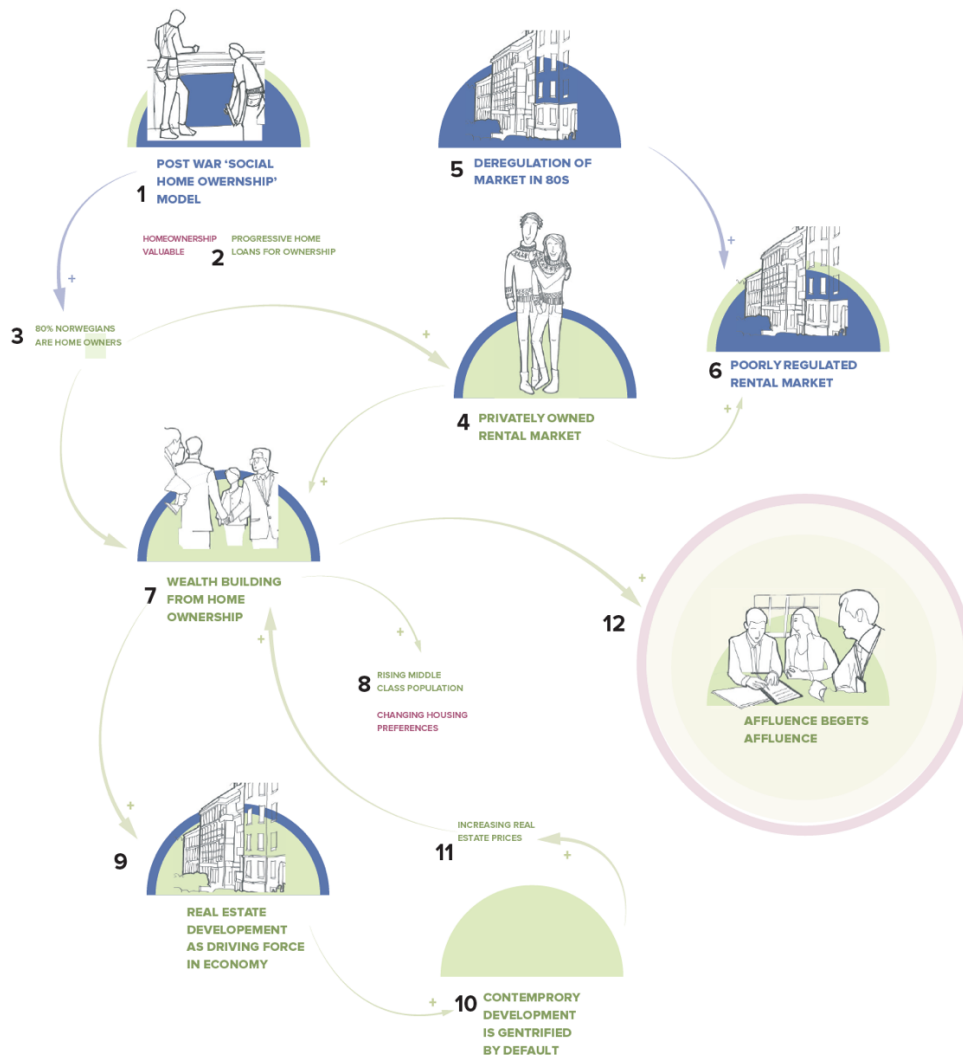 1
POST WAR ‘SOCIAL
HOME OWERNSHIP’
MODEL
HOMEOWNERSHIP
VALUABLE
2
PROGRESSIVE HOME
LOANS FOR OWNERSHIP
+
3
80% NORWEGIANS
ARE HOME OWNERS
+
4
PRIVATELY OWNED
RENTAL MARKET
5
DEREGULATION OF
MARKET IN 80S
+
6
POORLY REGULATED
RENTAL MARKET
+
+
+
7
WEALTH BUILDING
FROM HOME
OWNERSHIP
+
+
8
RISING MIDDLE
CLASS POPULATION
CHANGING HOUSING
PREFERENCES
+
9
REAL ESTATE
DEVELOPEMENT
AS DRIVING FORCE
IN ECONOMY
+
10
CONTEMPRORY
DEVELOPMENT
IS GENTRIFIED
BY DEFAULT
+
11
INCREASING REAL
ESTATE PRICES
+
12
AFFLUENCE BEGETS
AFFLUENCE